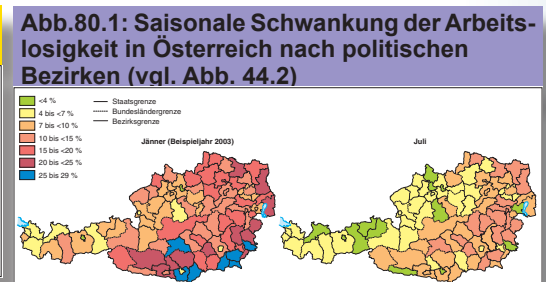 Abb.80.1: Saisonale Schwankung der Arbeits-
losigkeit in Österreich nach politischen
Bezirken (vgl. Abb. 44.2)
<4 %
4 bis <7 %
7 bis <10 %
10 bis <15 %
15 bis <20 %
20 bis <25 %
25 bis 29 %
Staatsgrenze
Bundesländergrenze
Bezirksgrenze
Jänner (Beispieljahr 2003)
Juli